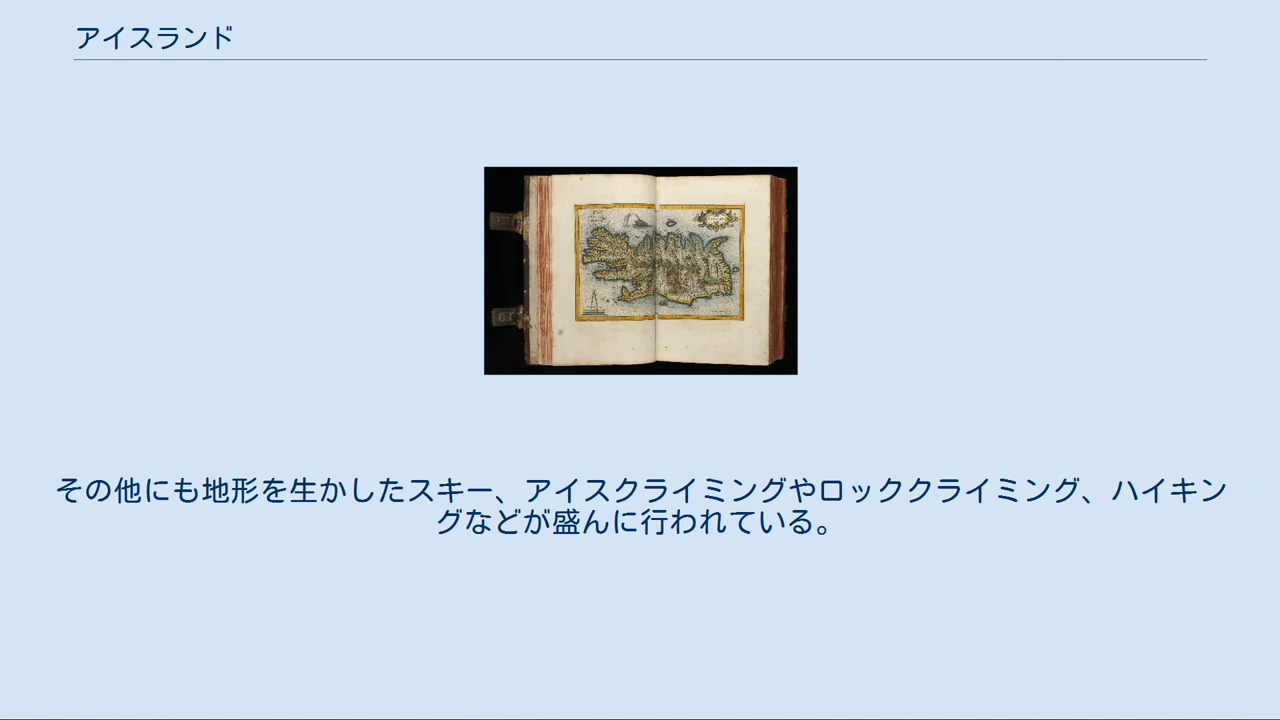 アイスランド
その他にも地形を生かしたスキー、アイスクライミングやロッククライミング、ハイキン
グなどが盛んに行われている。